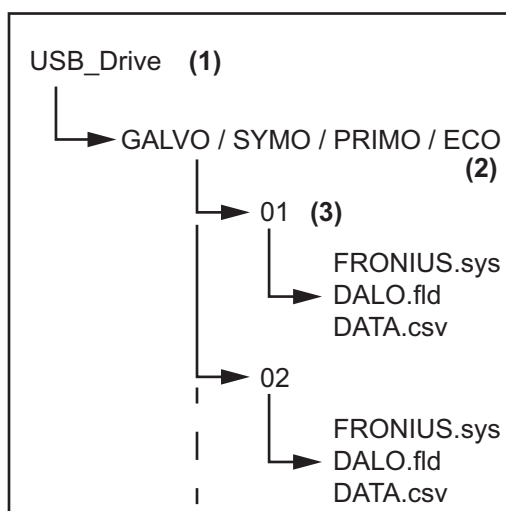 USB_Drive (1)
GALVO / SYMO / PRIMO / ECO
(2)
01 (3)
FRONIUS.sys
DALO.fld
DATA.csv
02
FRONIUS.sys
DALO.fld
DATA.csv